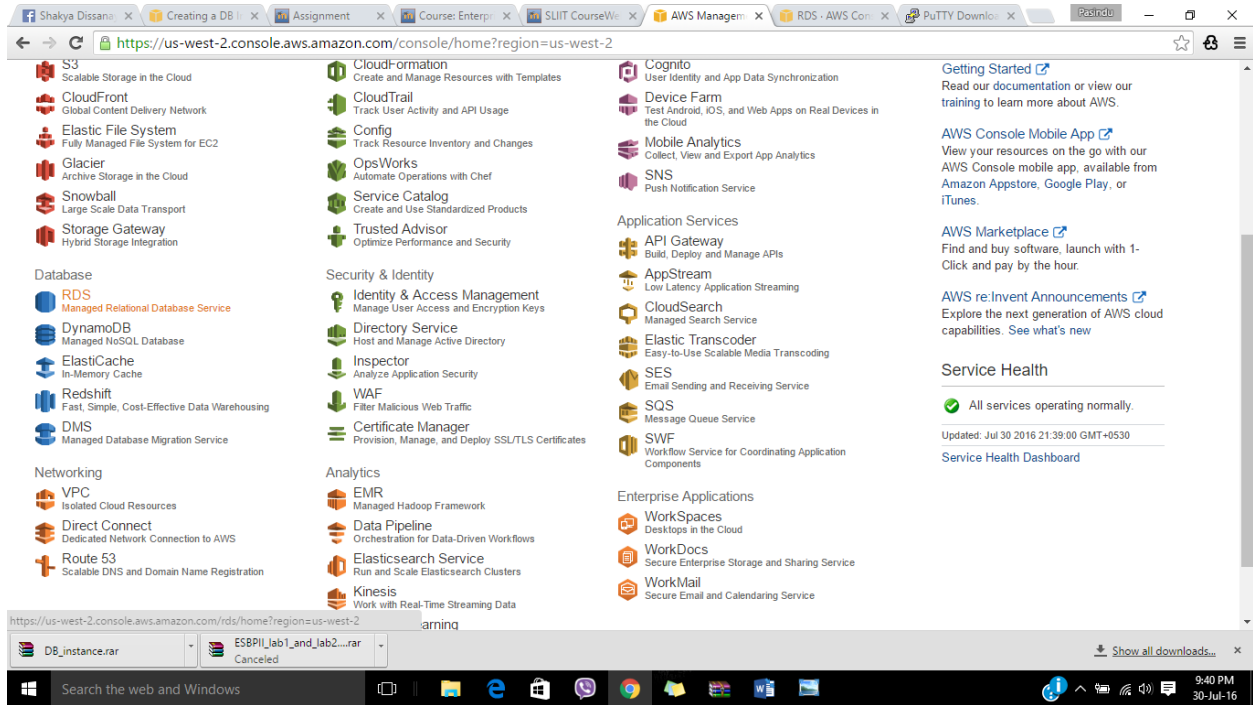 Shakya Dissanay
Creating a DB In
Assignment
Course: Enterpr
SLIIT CourseWe
AWS Managem
RDS · AWS Com
PuTTY Downloa
Pasindu
https://us-west-2.console.aws.amazon.com/console/home?region=us-west-2
S3
Scalable Storage in the Cloud
CloudFront
Global Content Delivery Network
Elastic File System
Fully Managed File System for EC2
Glacier
Archive Storage in the Cloud
Snowball
Large Scale Data Transport
Storage Gateway
Hybrid Storage Integration
Database
RDS
Managed Relational Database Service
DynamoDB
Managed NoSQL Database
ElastiCache
In-Memory Cache
Redshift
Fast, Simple, Cost-Effective Data Warehousing
DMS
Managed Database Migration Service
Networking
VPC
Isolated Cloud Resources
Direct Connect
Dedicated Network Connection to AWS
Route 53
Scalable DNS and Domain Name Registration
CloudFormation
Create and Manage Resources with Templates
CloudTrail
Track User Activity and API Usage
Config
Track Resource Inventory and Changes
OpsWorks
Automate Operations with Chef
Service Catalog
Create and Use Standardized Products
Trusted Advisor
Optimize Performance and Security
Security & Identity
Identity & Access Management
Manage User Access and Encryption Keys
Directory Service
Host and Manage Active Directory
Inspector
Analyze Application Security
WAF
Filter Malicious Web Traffic
Certificate Manager
Provision, Manage, and Deploy SSL/TLS Certificates
Analytics
EMR
Managed Hadoop Framework
Data Pipeline
Orchestration for Data-Driven Workflows
Elasticsearch Service
Run and Scale Elasticsearch Clusters
Kinesis
Work with Real-Time Streaming Data
arning
Cognito
User Identity and App Data Synchronization
Device Farm
Test Android, iOS, and Web Apps on Real Devices in
the Cloud
Mobile Analytics
Collect, View and Export App Analytics
SNS
Push Notification Service
Application Services
API Gateway
Build, Deploy and Manage APIs
AppStream
Low Latency Application Streaming
CloudSearch
Managed Search Service
Elastic Transcoder
Easy-to-Use Scalable Media Transcoding
SES
Email Sending and Receiving Service
SQS
Message Queue Service
SWF
Workflow Service for Coordinating Application
Components
Enterprise Applications
WorkSpaces
Desktops in the Cloud
WorkDocs
Secure Enterprise Storage and Sharing Service
WorkMail
Secure Email and Calendaring Service
Getting Started
Read our documentation or view our
training to learn more about AWS.
AWS Console Mobile App
View your resources on the go with our
AWS Console mobile app, available from
Amazon Appstore, Google Play, or
iTunes.
AWS Marketplace
Find and buy software, launch with 1-
Click and pay by the hour.
AWS re:Invent Announcements
Explore the next generation of AWS cloud
capabilities. See what's new
Service Health
All services operating normally.
Updated: Jul 30 2016 21:39:00 GMT+0530
Service Health Dashboard
https://us-west-2.console.aws.amazon.com/rds/home?region=us-west-2
DB_instance.rar
ESBPII_lab1_and_lab2....rar
Canceled
Show all downloads...
Search the web and Windows
9:40 PM
30-Jul-16